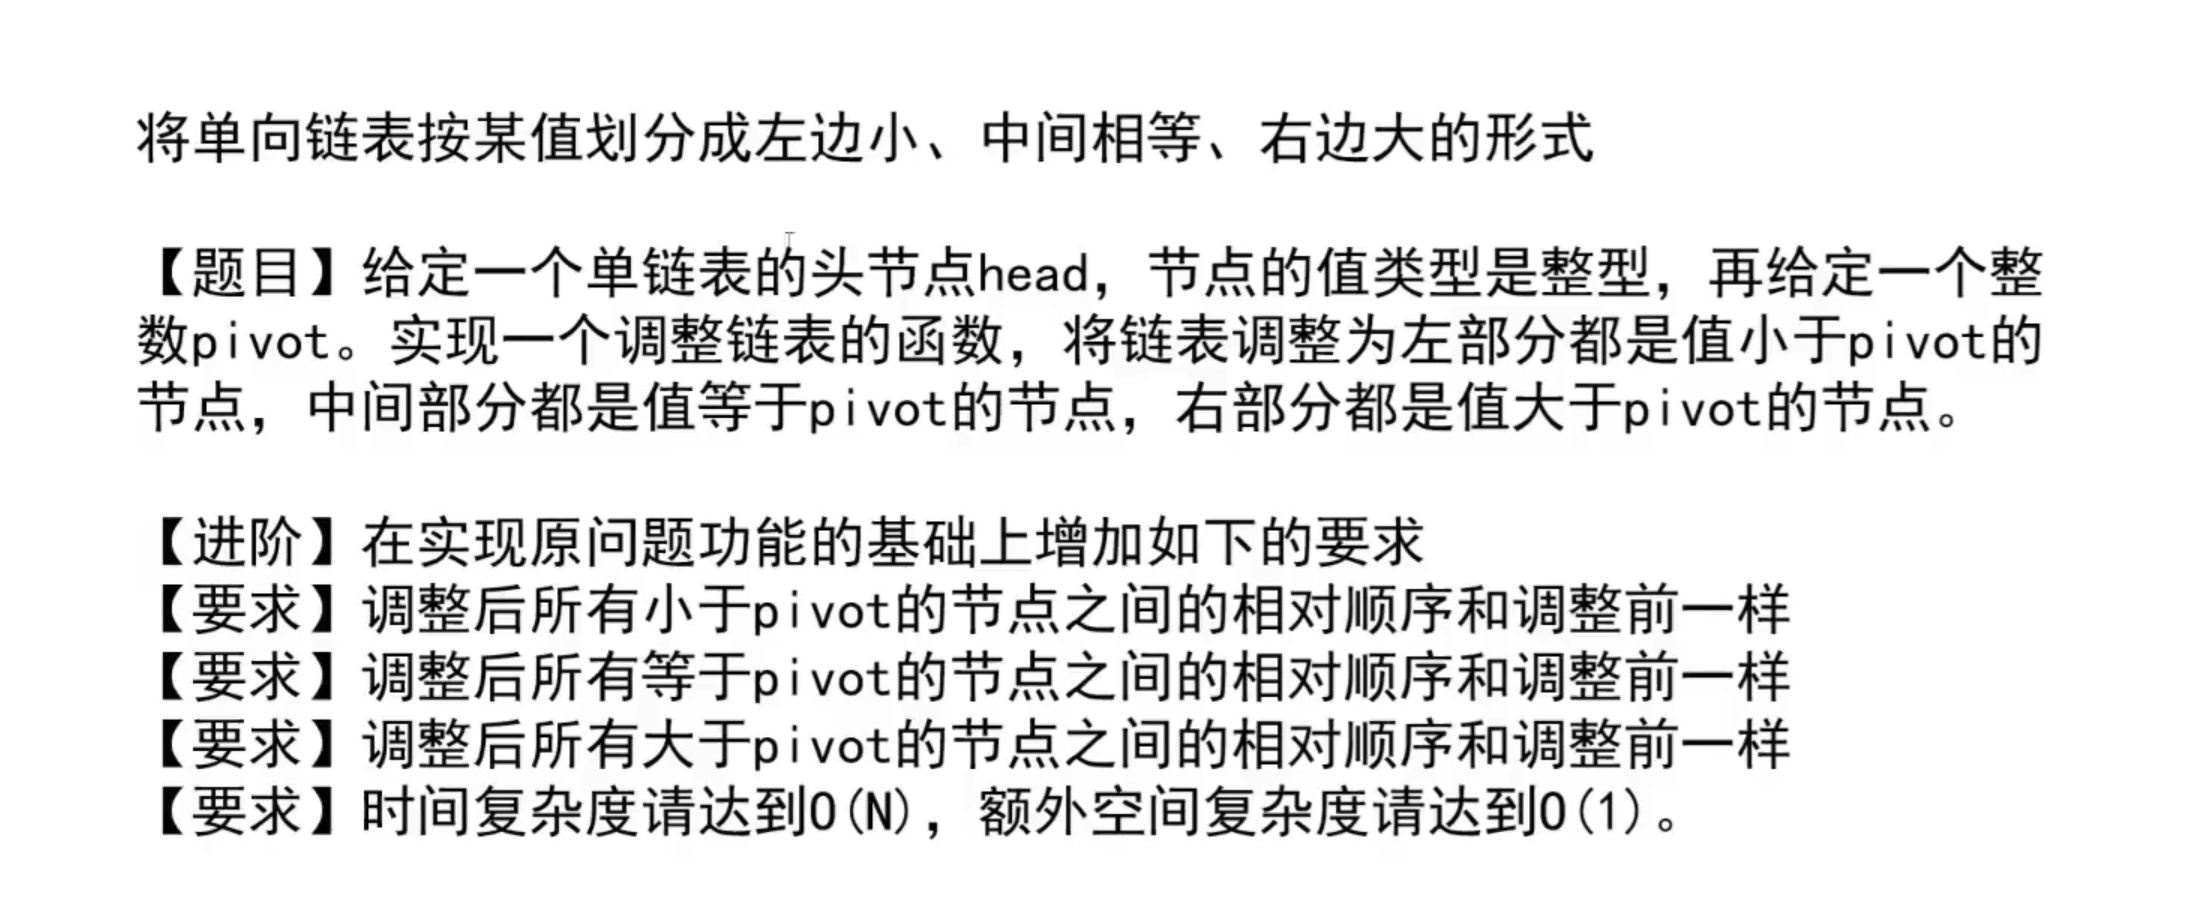 将单向链表按某值划分成左边小、中间相等、右边大的形式
【题目】给定一个单链表的头节点head，节点的值类型是整型，再给定一个整
数pivot。实现一个调整链表的函数，将链表调整为左部分都是值小于pivot的
节点，中间部分都是值等于pivot的节点，右部分都是值大于pivot的节点。
【进阶】在实现原问题功能的基础上增加如下的要求
【要求】调整后所有小于pivot的节点之间的相对顺序和调整前一样
【要求】调整后所有等于pivot的节点之间的相对顺序和调整前一样
【要求】调整后所有大于pivot的节点之间的相对顺序和调整前一样
【要求】时间复杂度请达到O(N)，额外空间复杂度请达到O(1)。